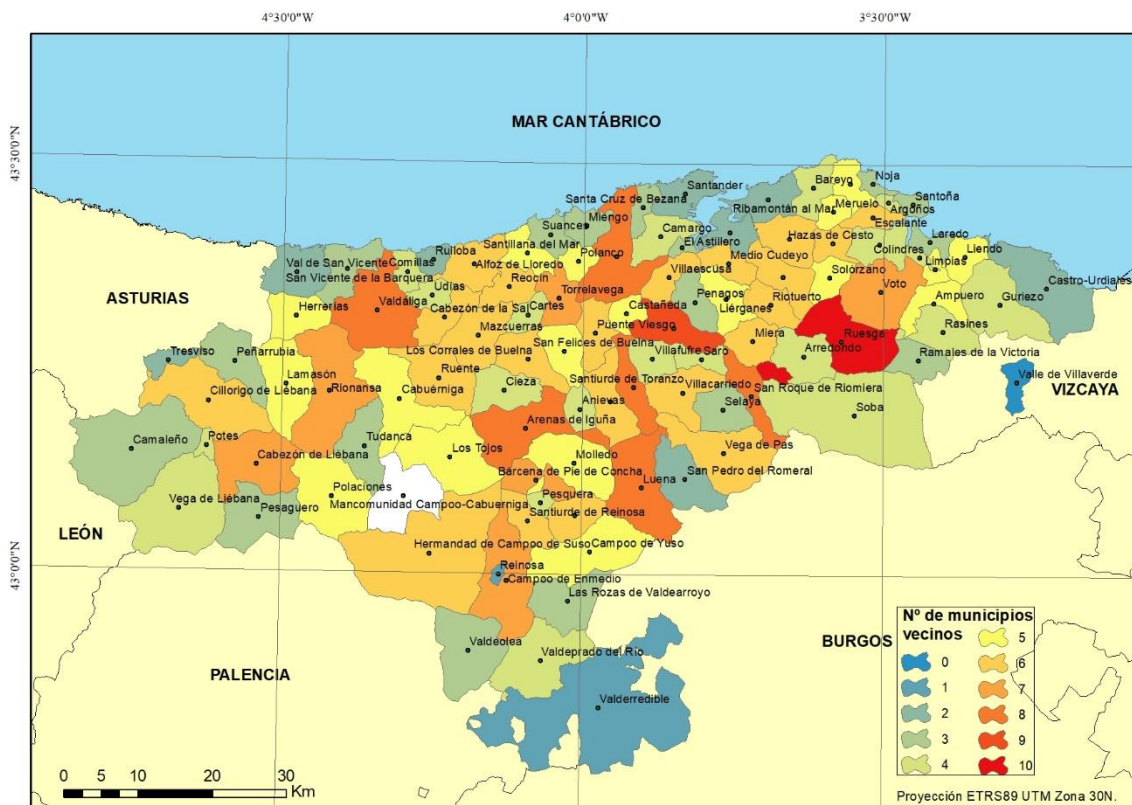 4°30'0"W
4°00'0"W
3°30'0"W
43°30'0"N
43°0'0"N
43°30'0"N
43°0'0"N
MAR CANTÁBRICO
ASTURIAS
LEÓN
PALENCIA
BURGOS
VIZCAYA
Noja
Bareyo
Santander
Santoña
Santa Cruz de Bezana
Ribamontán al Mar
Meruelo
Argoños
Miengo
Escalante
Suances
Camargo
El Astillero
Hazas de Cesto
Laredo
Colindres
Liendo
Santillana del Mar
Ruiloba
Polanco
Medio Cudeyo
Limpias
Val de San Vicente
Comillas
Alfoz de Lloredo
San Vicente de la Barquera
Reocín
Villaescusa
Solórzano
Castro-Urdiales
Udías
Torrelavega
Penagos
Riotuerto
Voto
Guriezo
Valdáliga
Cartes
Castañeda
Liérganes
Ampuero
Herrerías
Cabezón de la Sal
Mazcuerras
Puente Viesgo
Miera
Ruesga
Rasines
San Felices de Buelna
Los Corrales de Buelna
Villafufre
Saro
Arredondo
Ramales de la Victoria
Tresviso
Peñarrubia
Ruente
Valle de Villaverde
Lamasón
Cieza
Santiurde de Toranzo
Villacarriedo
San Roque de Riomiera
Cillorigo de Liébana
Rionansa
Cabuérniga
Anievas
Selaya
Soba
Arenas de Iguña
Camaleño
Potes
Tudanca
Cabezón de Liébana
Los Tojos
Molledo
Vega de Pas
Barcena de Pie de Concha
San Pedro del Romeral
Luena
Polaciones
Vega de Liébana
Mancomunidad Campoo-Cabuerniga
Pesquera
Pesaguero
Santiurde de Reinosa
Hermandad de Campoo de Suso
Campoo de Yuso
Reinosa
Campoo de Enmedio
Las Rozas de Valdearroyo
Valdeolea
Valdeprado del Río
Valderredible
Nº de municipios
vecinos
0
1
2
3
4
5
6
7
8
9
10
0 5 10 20 30
Km
Proyección ETRS89 UTM Zona 30N.